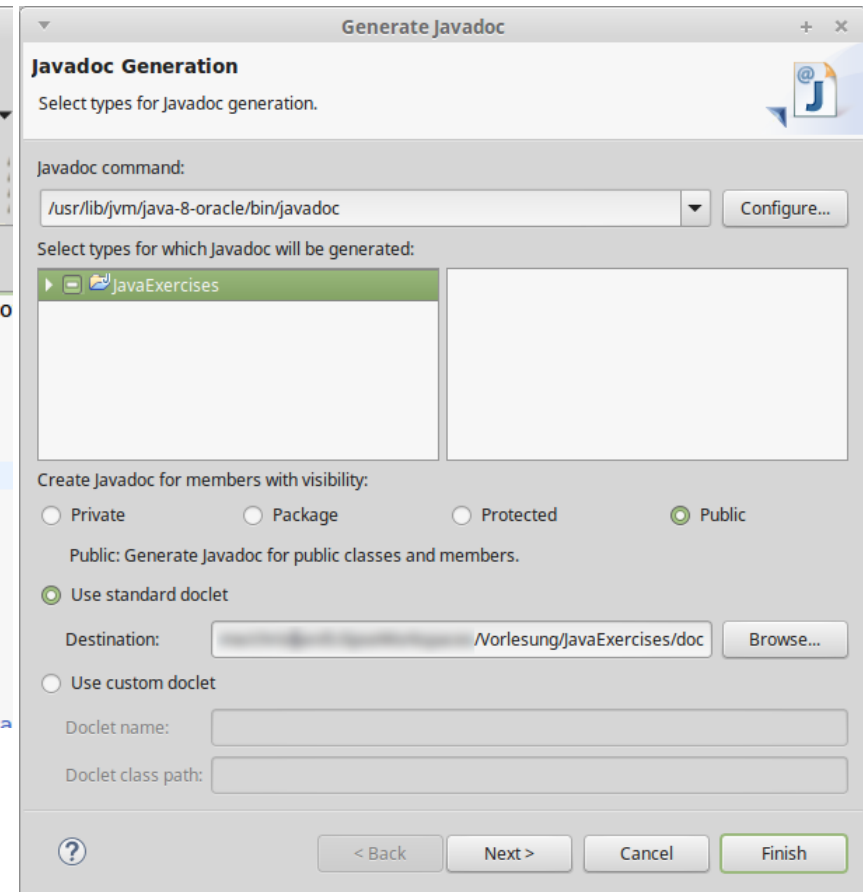 Generate Javadoc
Javadoc Generation
Select types for Javadoc generation.
@
J
Javadoc command:
/usr/lib/jvm/java-8-oracle/bin/javadoc
Configure...
Select types for which Javadoc will be generated:
JavaExercises
o
Create Javadoc for members with visibility:
Private Package Protected Public
Public: Generate Javadoc for public classes and members.
Use standard doclet
Destination: /Vorlesung/JavaExercises/doc Browse...
Use custom doclet
a
Doclet name:
Doclet class path:
? < Back Next > Cancel Finish